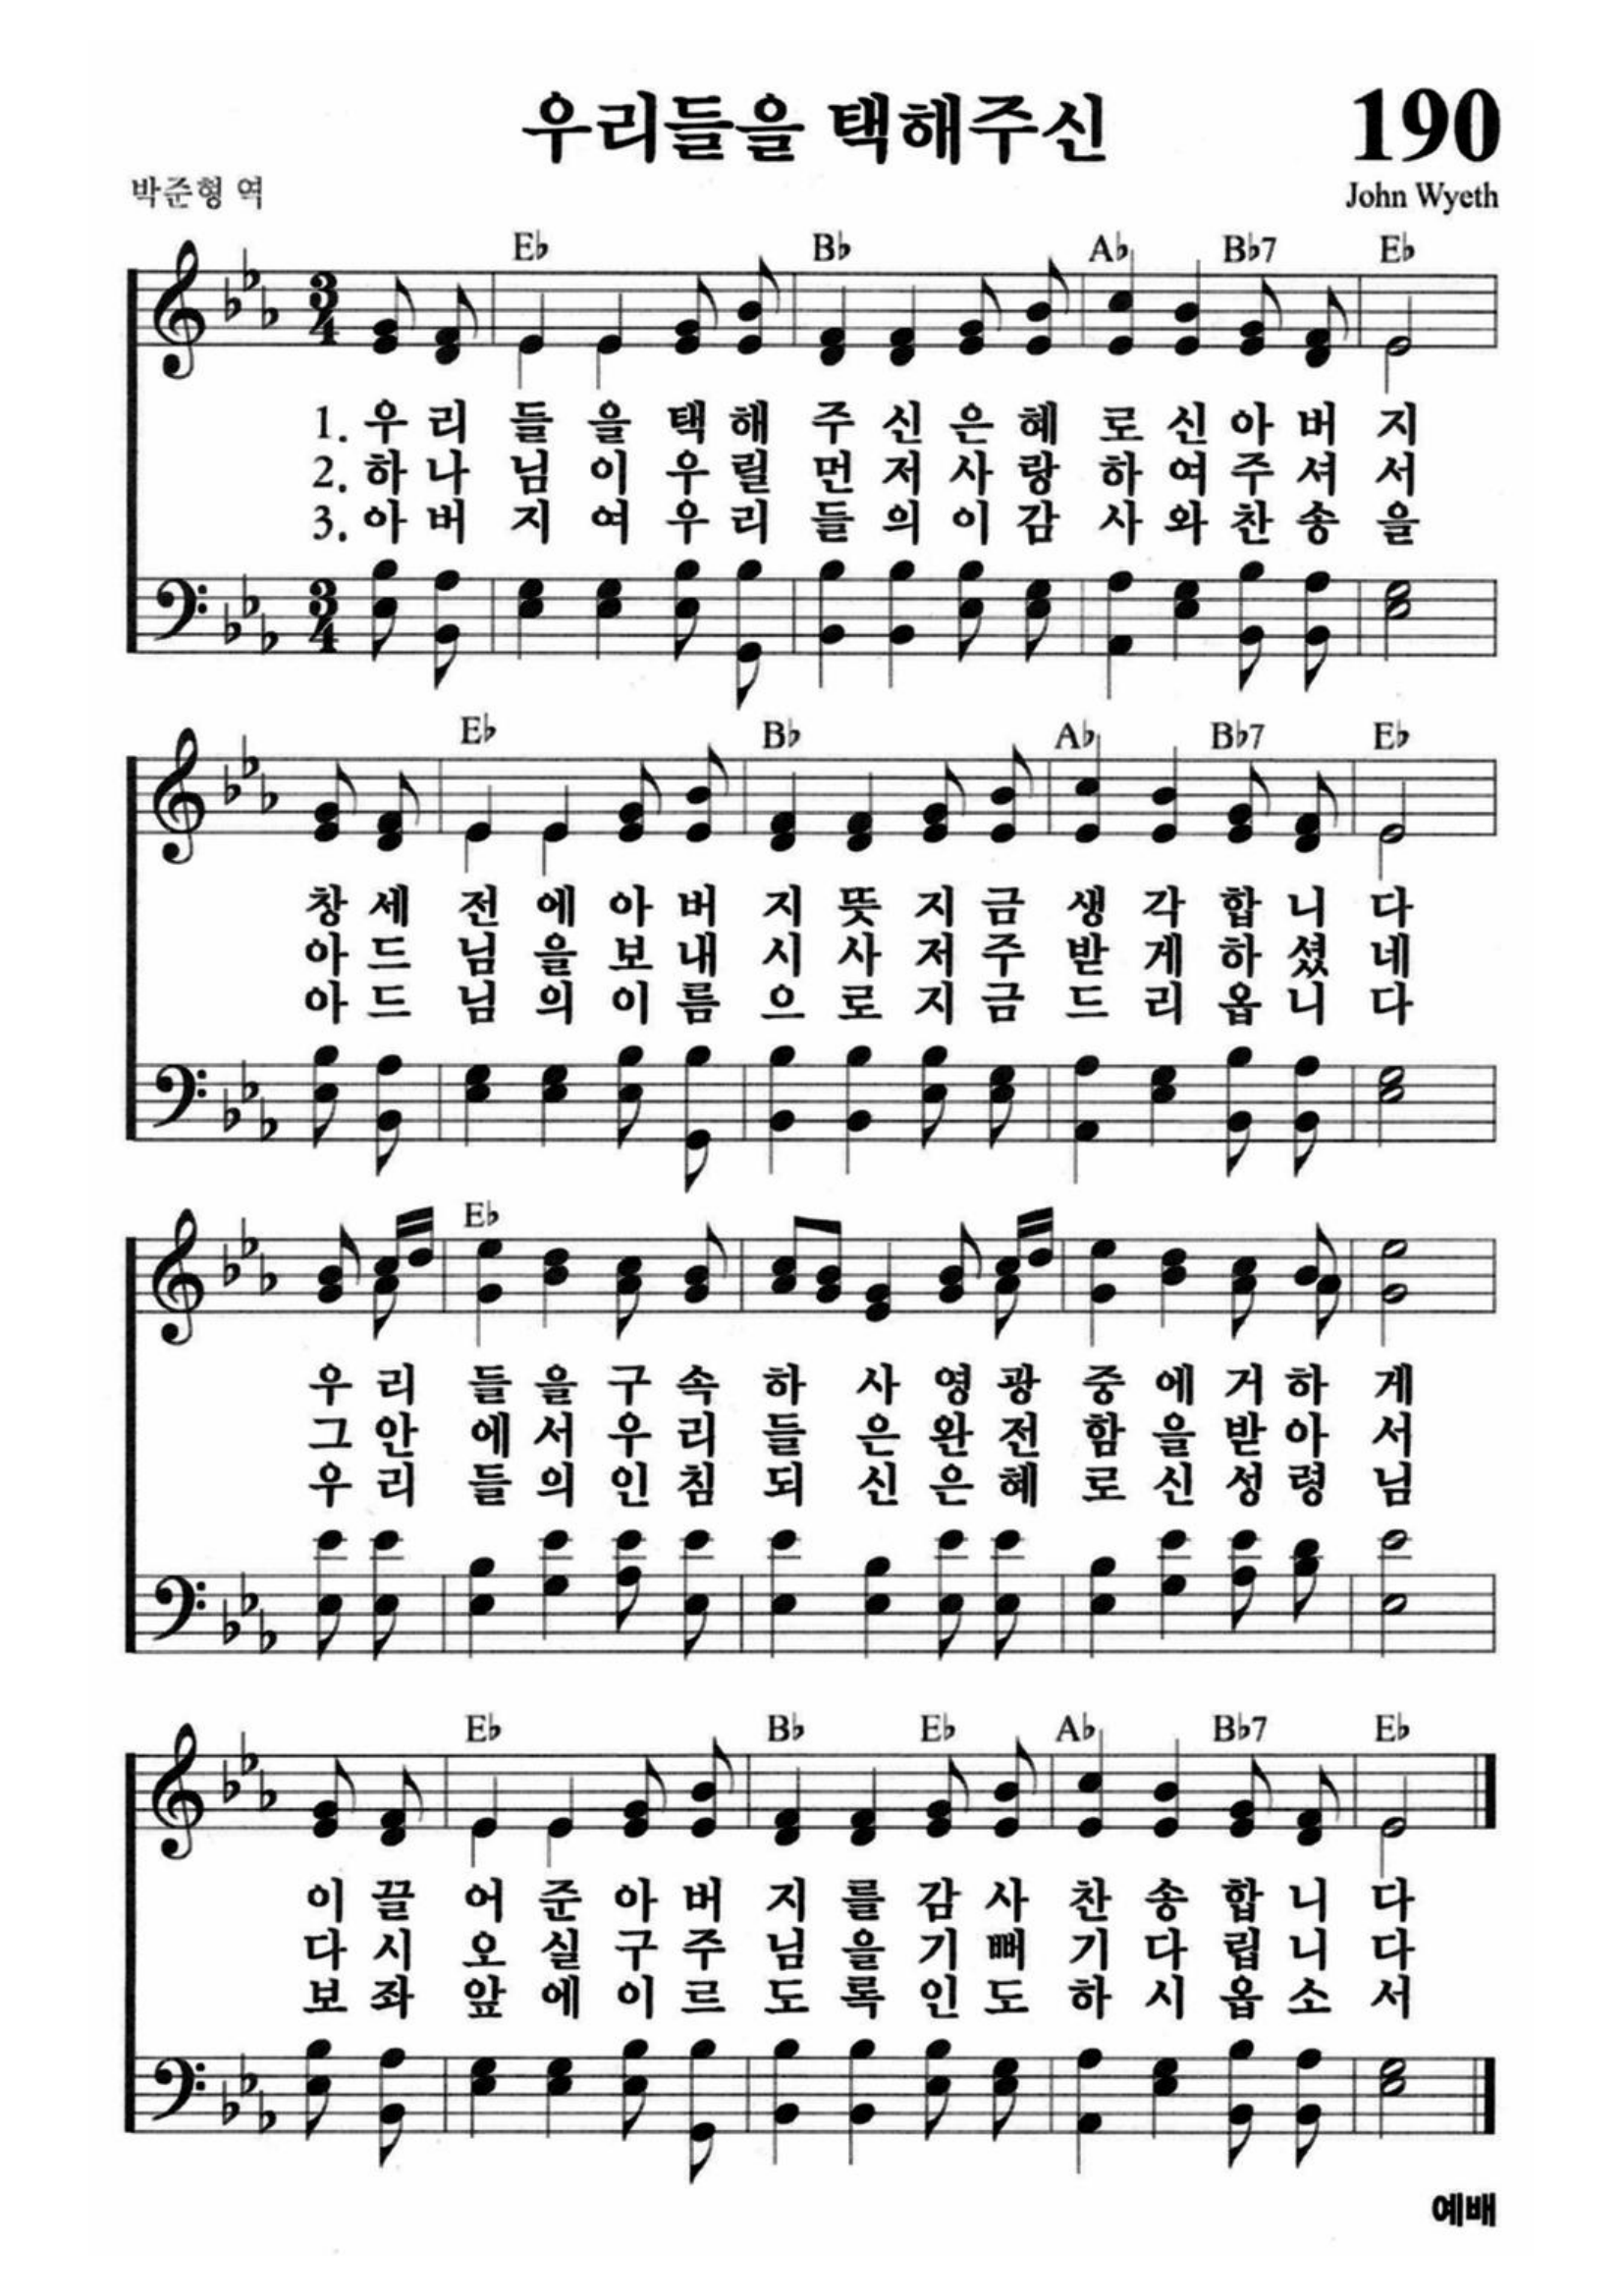 우리들을 택해주신
190
박준형 역
John Wyeth
E♭ B♭ A♭ B♭7 E♭
3/4
1. 우리들을택해주신은혜로신아버지
2. 하나님이우릴먼저사랑하여주셔서
3. 아버지여우리들의이감사와찬송을
3/4
E♭ B♭ A♭ B♭7 E♭
창세전에아버지뜻지금생각합니다
아드님을보내시사저주받게하셨네
아드님의이름으로지금드리옵니다
E♭
우리들을구속하사영광중에거하게
그안에서우리들은완전함을받아서
우리들의인침되신은혜로신성령님
E♭ B♭ E♭ A♭ B♭7 E♭
이끌어준아버지를감사찬송합니다
다시오실구주님을기뻐기다립니다
보좌앞에이르도록인도하시옵소서
예배